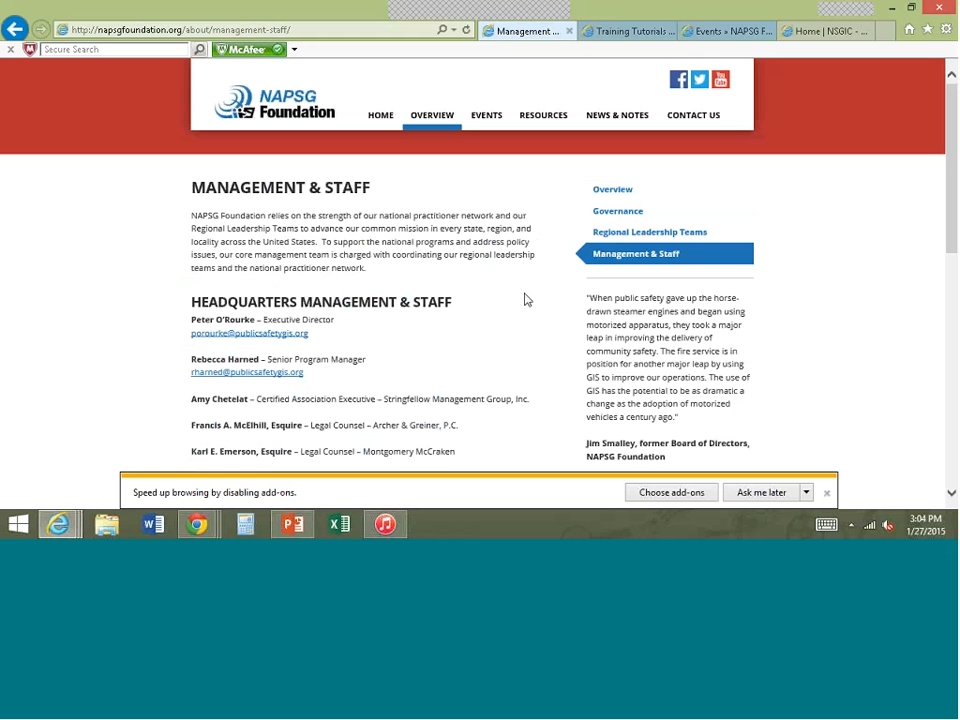 http://napsgfoundation.org/about/management-staff/
Management ...
Training Tutorials ...
Events » NAPSG F...
Home | NSGIC - ...
Secure Search
McAfee
NAPSG
Foundation
HOME
OVERVIEW
EVENTS
RESOURCES
NEWS & NOTES
CONTACT US
You
Tube
MANAGEMENT & STAFF
NAPSG Foundation relies on the strength of our national practitioner network and our
Regional Leadership Teams to advance our common mission in every state, region, and
locality across the United States.  To support the national programs and address policy
issues, our core management team is charged with coordinating our regional leadership
teams and the national practitioner network.
HEADQUARTERS MANAGEMENT & STAFF
Peter O'Rourke – Executive Director
porourke@publicsafetygis.org
Rebecca Harned – Senior Program Manager
rharned@publicsafetygis.org
Amy Chetelat – Certified Association Executive – Stringfellow Management Group, Inc.
Francis A. McElhill, Esquire – Legal Counsel – Archer & Greiner, P.C.
Karl E. Emerson, Esquire – Legal Counsel – Montgomery McCraken
Overview
Governance
Regional Leadership Teams
Management & Staff
"When public safety gave up the horse-
drawn steamer engines and began using
motorized apparatus, they took a major
leap in improving the delivery of
community safety. The fire service is in
position for another major leap by using
GIS to improve our operations. The use of
GIS has the potential to be as dramatic a
change as the adoption of motorized
vehicles a century ago."
Jim Smalley, former Board of Directors,
NAPSG Foundation
Speed up browsing by disabling add-ons.
Choose add-ons
Ask me later
3:04 PM
1/27/2015